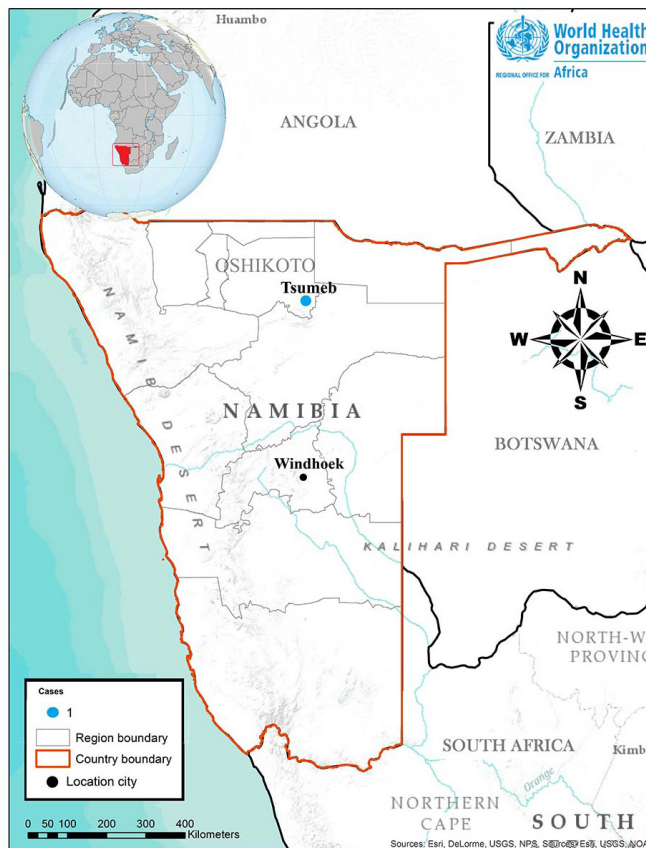 Huambo
World Health
Organization
REGIONAL OFFICE FOR Africa
ANGOLA
ZAMBIA
OSHIKOTO
Tsumeb
N
W E
S
NAMIB DESERT
NAMIBIA
BOTSWANA
Windhoek
KALIHARI DESERT
NORTH-W
PROVINC
Cases
1
Region boundary
Country boundary
Location city
SOUTH AFRICA
Kimb
Orange
NORTHERN
CAPE
SOUTH
0 50 100 200 300 400
Kilometers
Sources: Esri, DeLorme, USGS, NPS, Sources: Esri, USGS, NOA